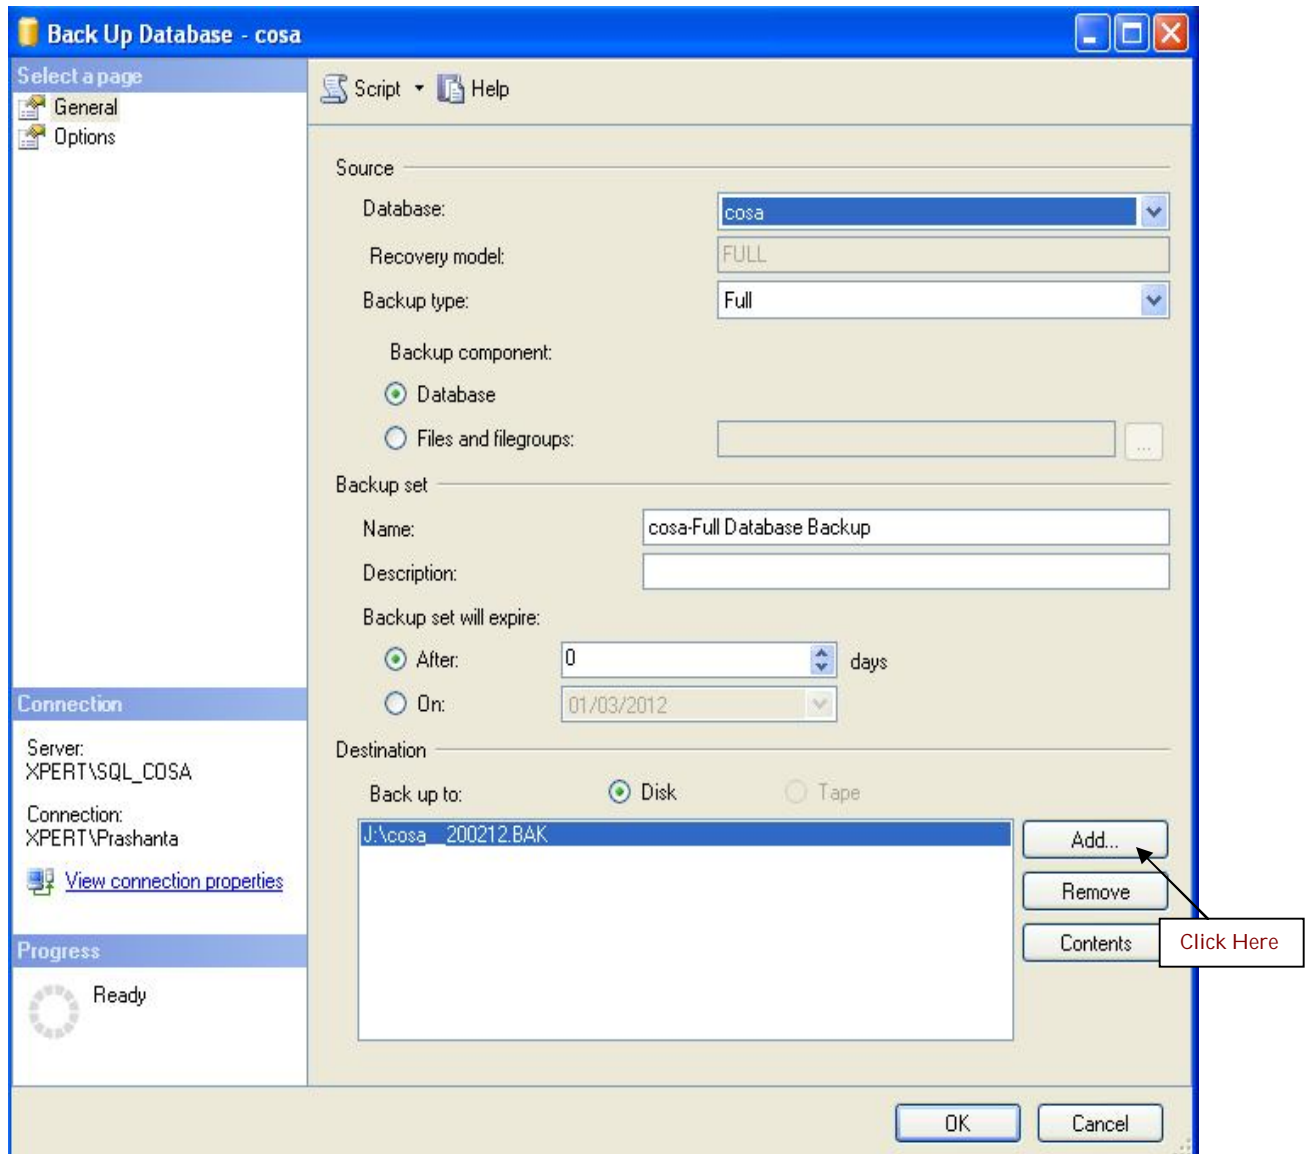 Back Up Database - cosa
Select a page
General
Options
Script
Help
Source
Database:
cosa
Recovery model:
FULL
Backup type:
Full
Backup component:
Database
Files and filegroups:
...
Backup set
Name:
cosa-Full Database Backup
Description:
Backup set will expire:
After:
0
days
On:
01/03/2012
Connection
Server:
XPERT\SQL_COSA
Connection:
XPERT\Prashanta
View connection properties
Destination
Back up to:
Disk
Tape
J:\cosa__200212.BAK
Add...
Remove
Contents
Click Here
Progress
Ready
OK
Cancel